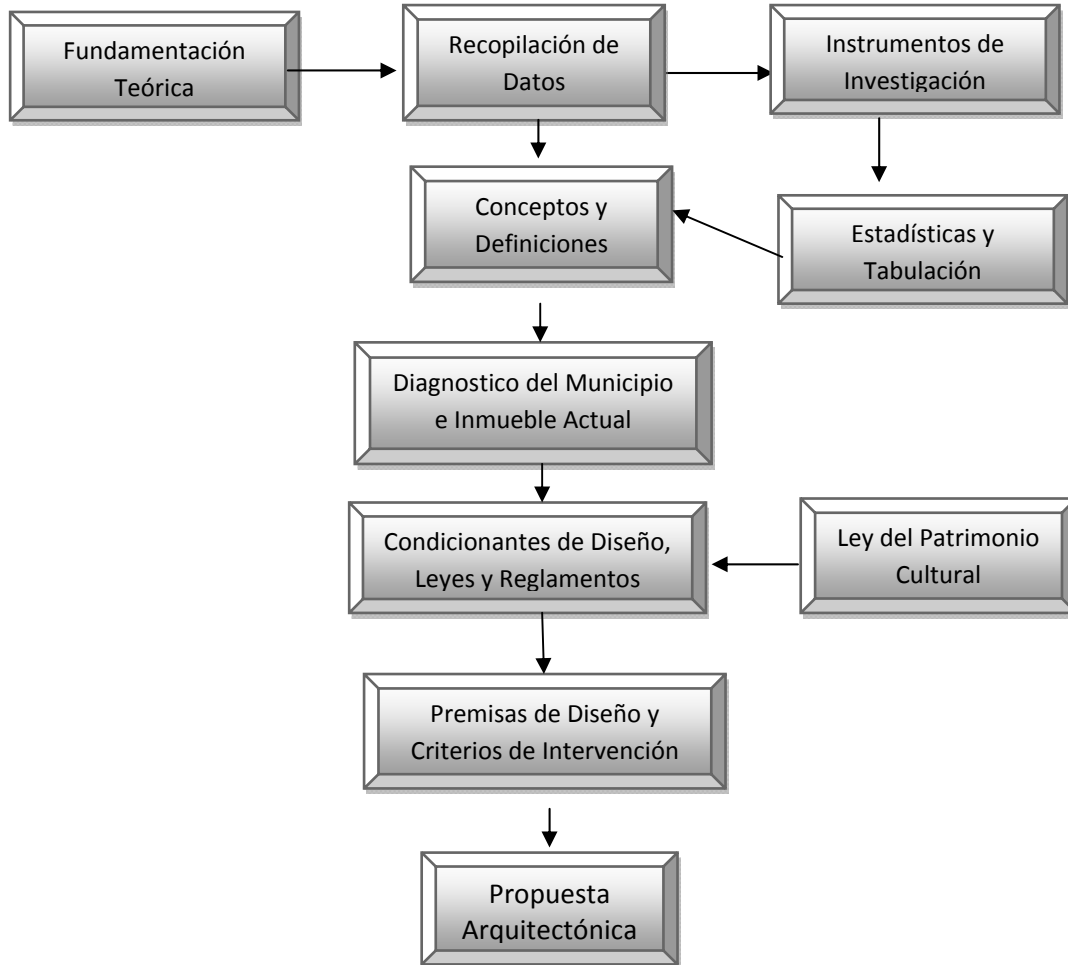 Fundamentación
Teórica
Recopilación de
Datos
Instrumentos de
Investigación
Conceptos y
Definiciones
Estadísticas y
Tabulación
Diagnostico del Municipio
e Inmueble Actual
Condicionantes de Diseño,
Leyes y Reglamentos
Ley del Patrimonio
Cultural
Premisas de Diseño y
Criterios de Intervención
Propuesta
Arquitectónica